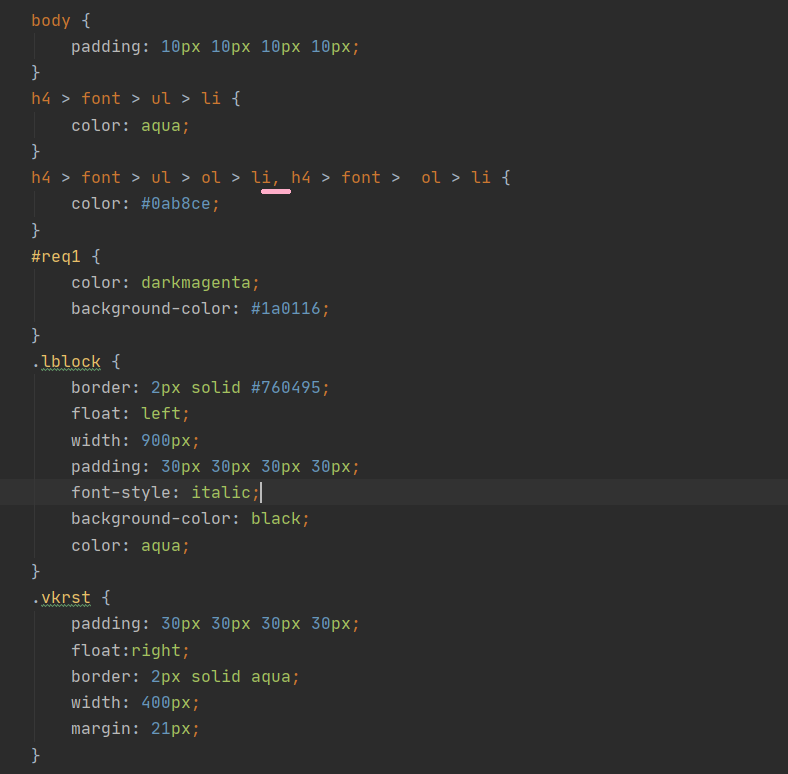 body {
    padding: 10px 10px 10px 10px;
}
h4 > font > ul > li {
    color: aqua;
}
h4 > font > ul > ol > li, h4 > font >  ol > li {
    color: #0ab8ce;
}
#req1 {
    color: darkmagenta;
    background-color: #1a0116;
}
.lblock {
    border: 2px solid #760495;
    float: left;
    width: 900px;
    padding: 30px 30px 30px 30px;
    font-style: italic;
    background-color: black;
    color: aqua;
}
.vkrst {
    padding: 30px 30px 30px 30px;
    float:right;
    border: 2px solid aqua;
    width: 400px;
    margin: 21px;
}